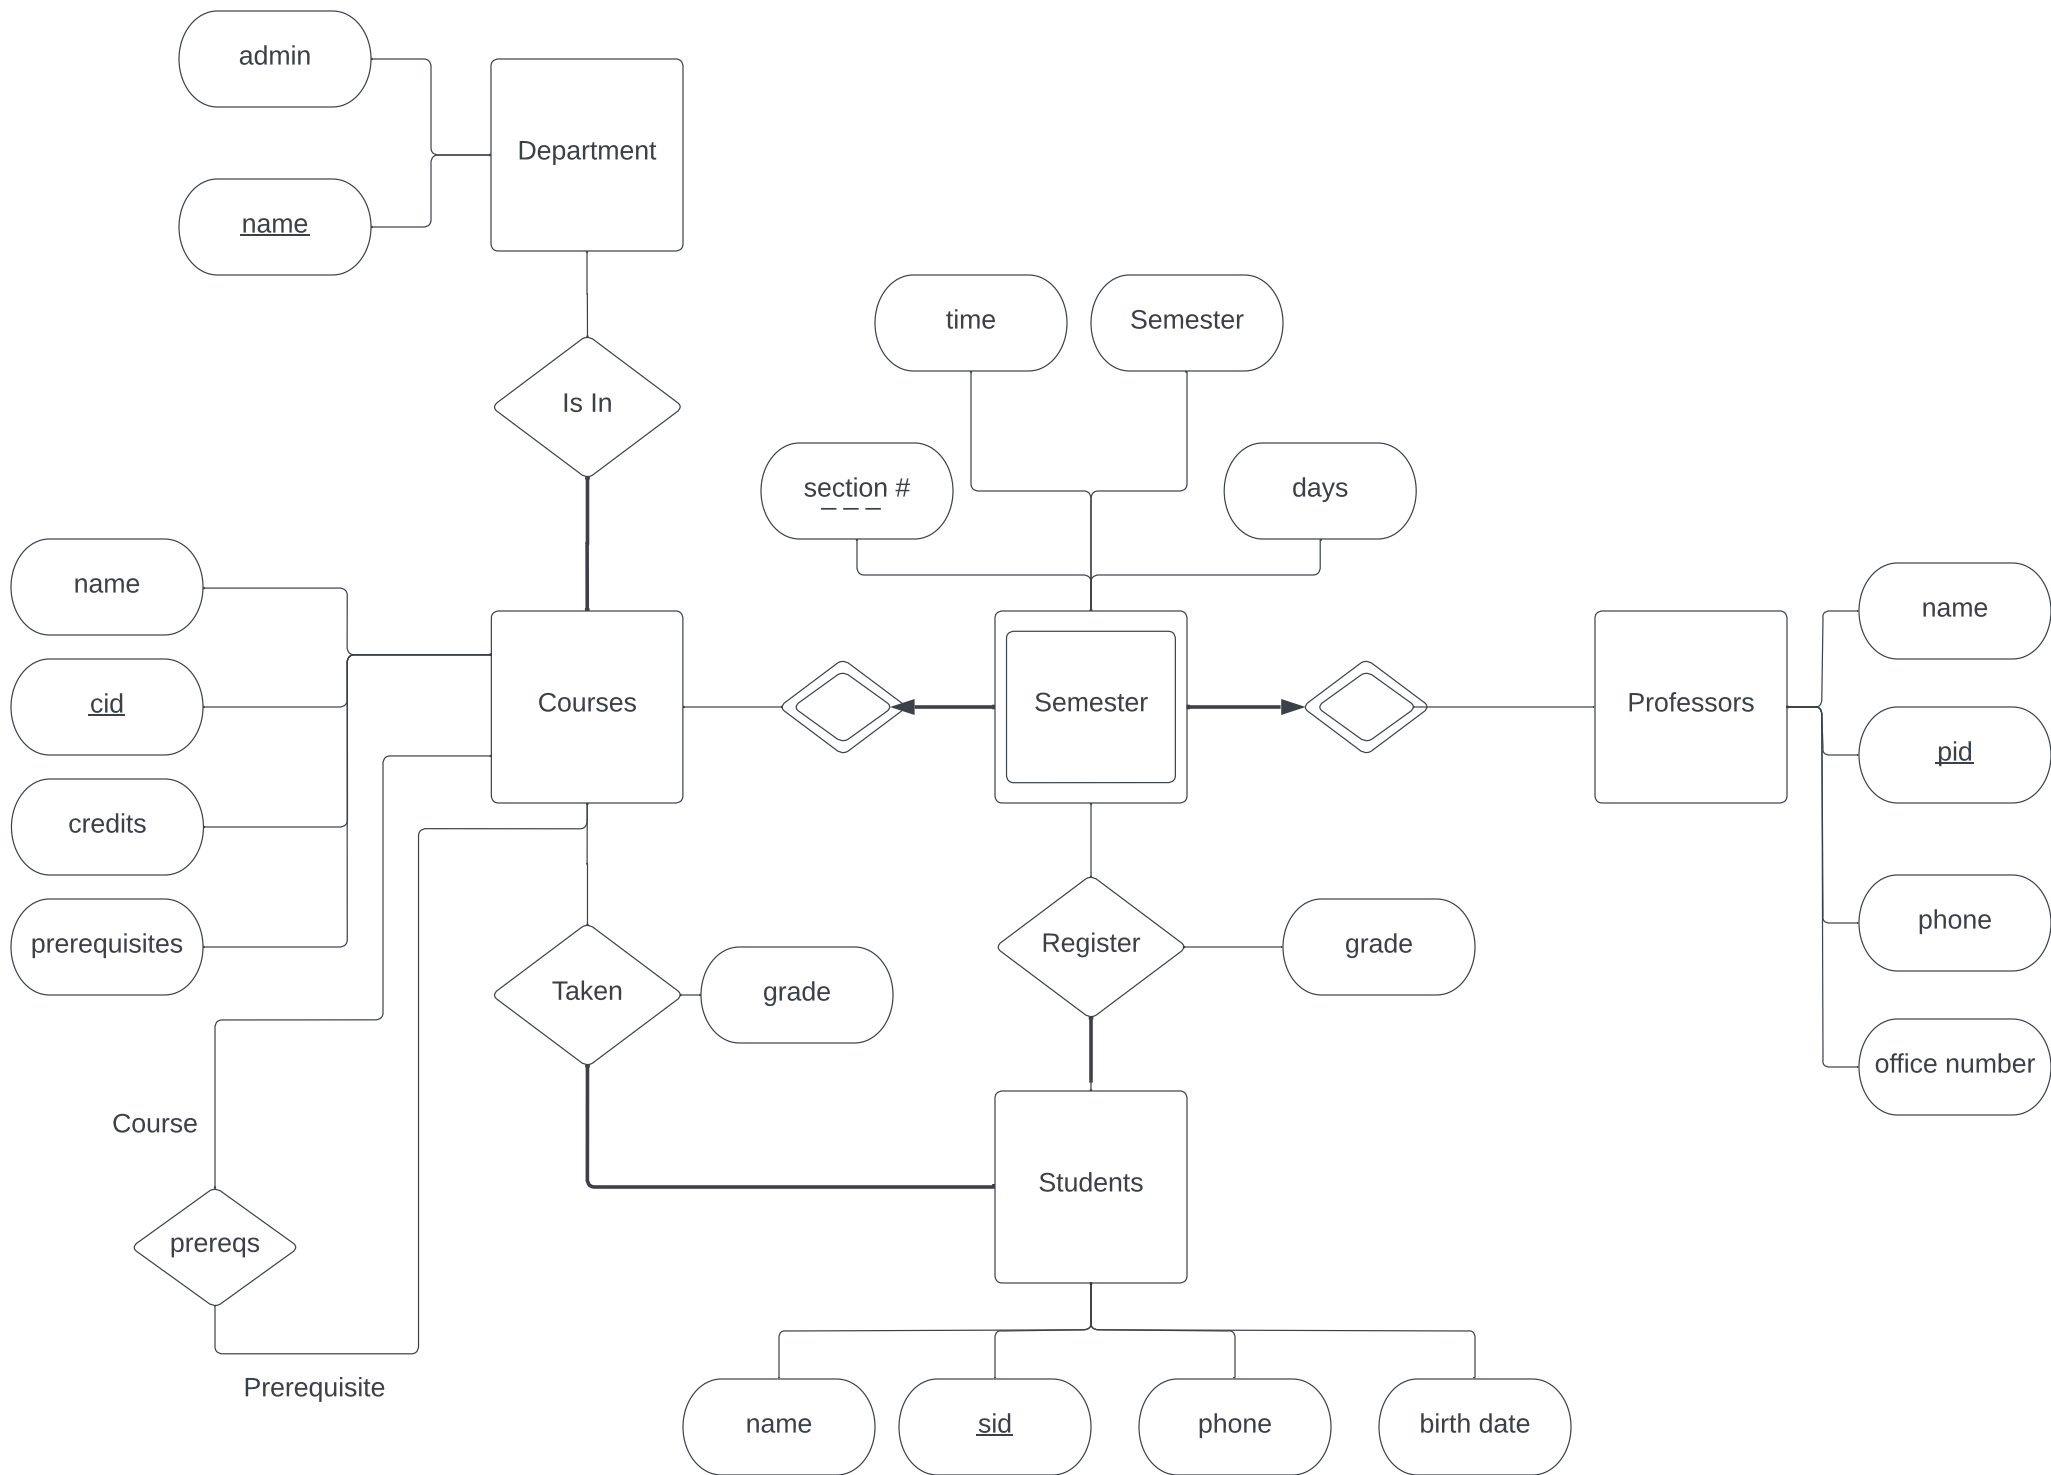 admin
Department
name
time
Semester
Is In
section #
days
name
name
cid
Courses
Semester
Professors
pid
credits
phone
prerequisites
Register
grade
Taken
grade
office number
Course
Students
prereqs
Prerequisite
name
sid
phone
birth date